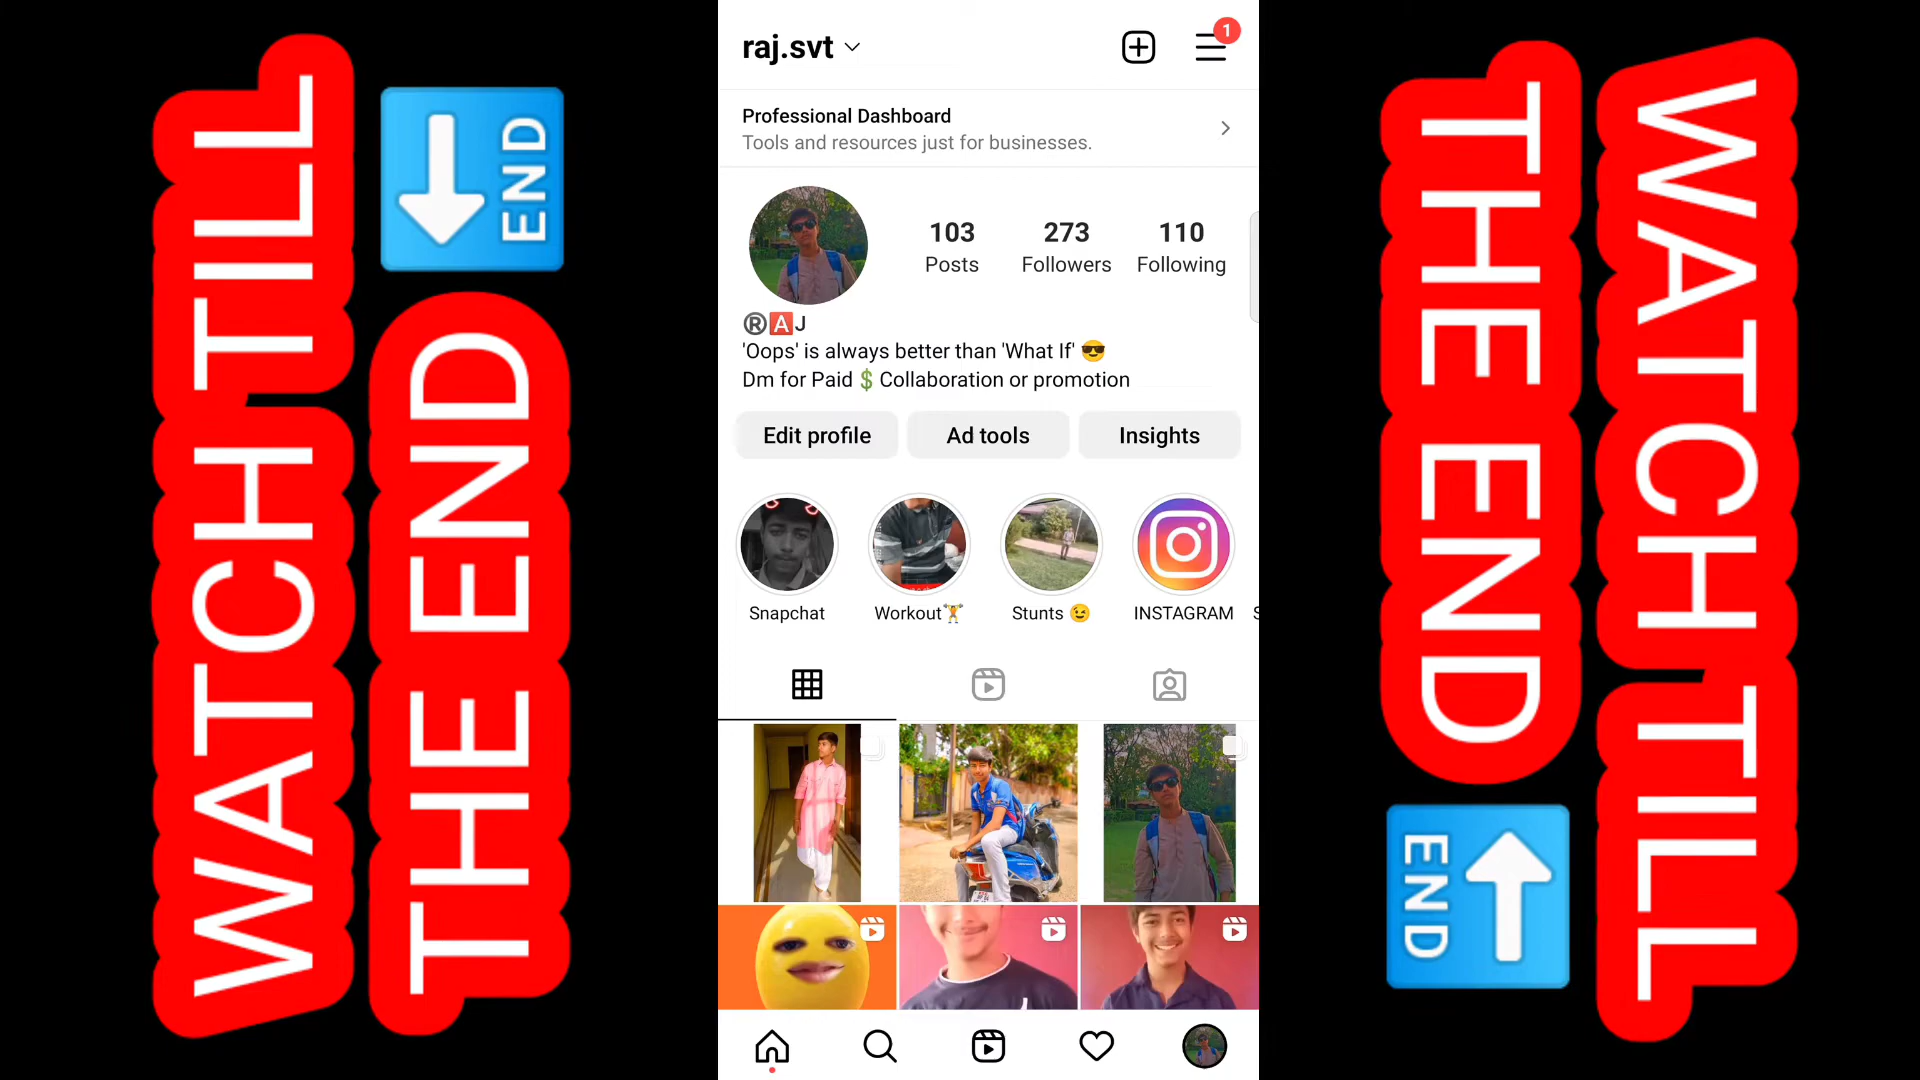 WATCH TILL
THE END
END
raj.svt
1
Professional Dashboard
Tools and resources just for businesses.
103
Posts
273
Followers
110
Following
®🅰J
'Oops' is always better than 'What If' 😎
Dm for Paid 💲 Collaboration or promotion
Edit profile
Ad tools
Insights
Snapchat
Workout🏋
Stunts 😉
INSTAGRAM
S
WATCH TILL
THE END
END